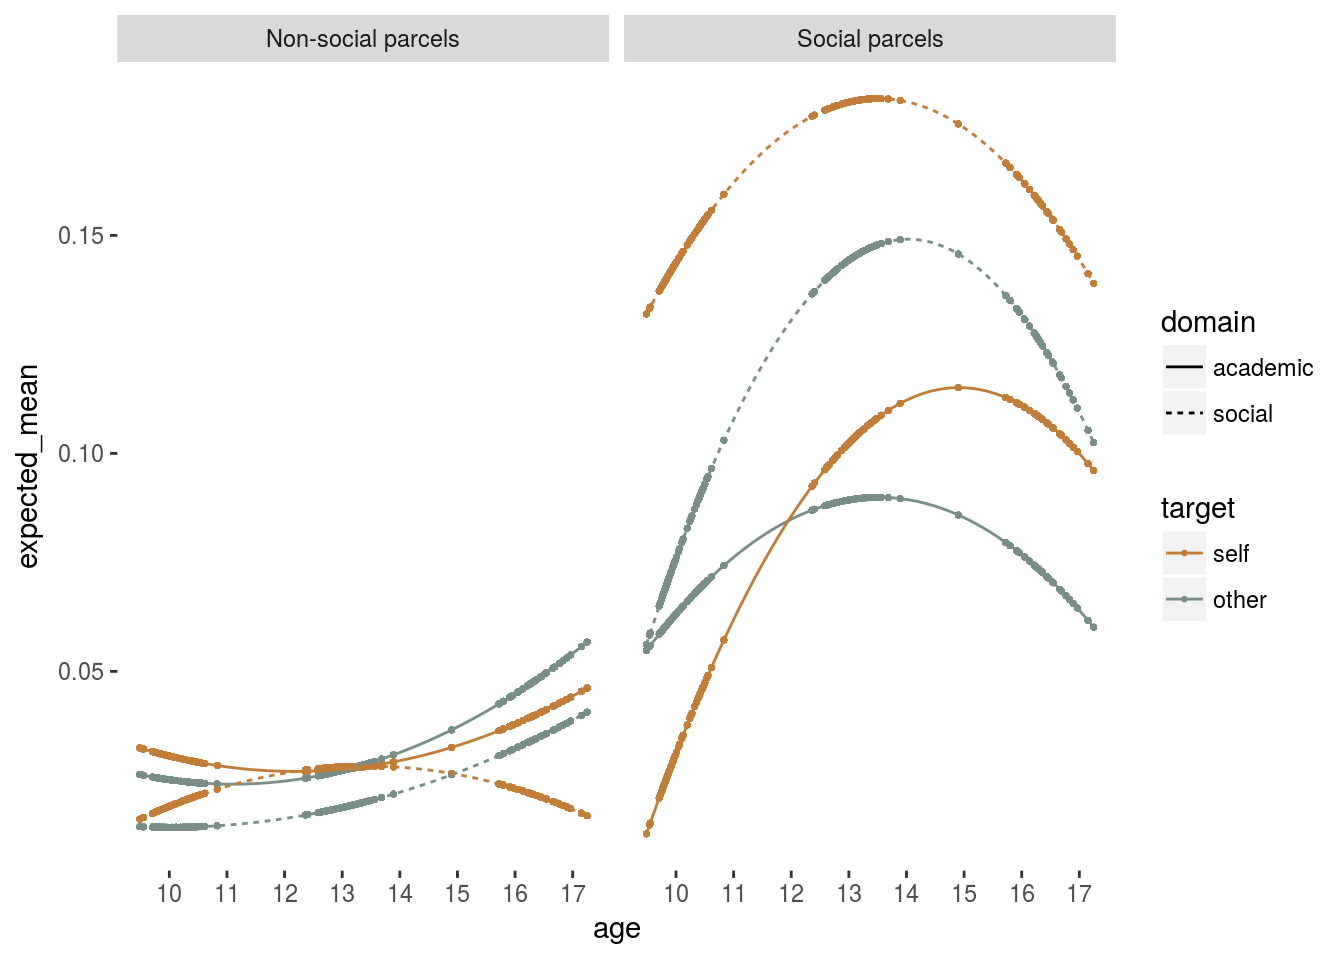 Non-social parcels
Social parcels
0.15
0.10
0.05
expected_mean
10 11 12 13 14 15 16 17
10 11 12 13 14 15 16 17
age
domain
academic
social
target
self
other